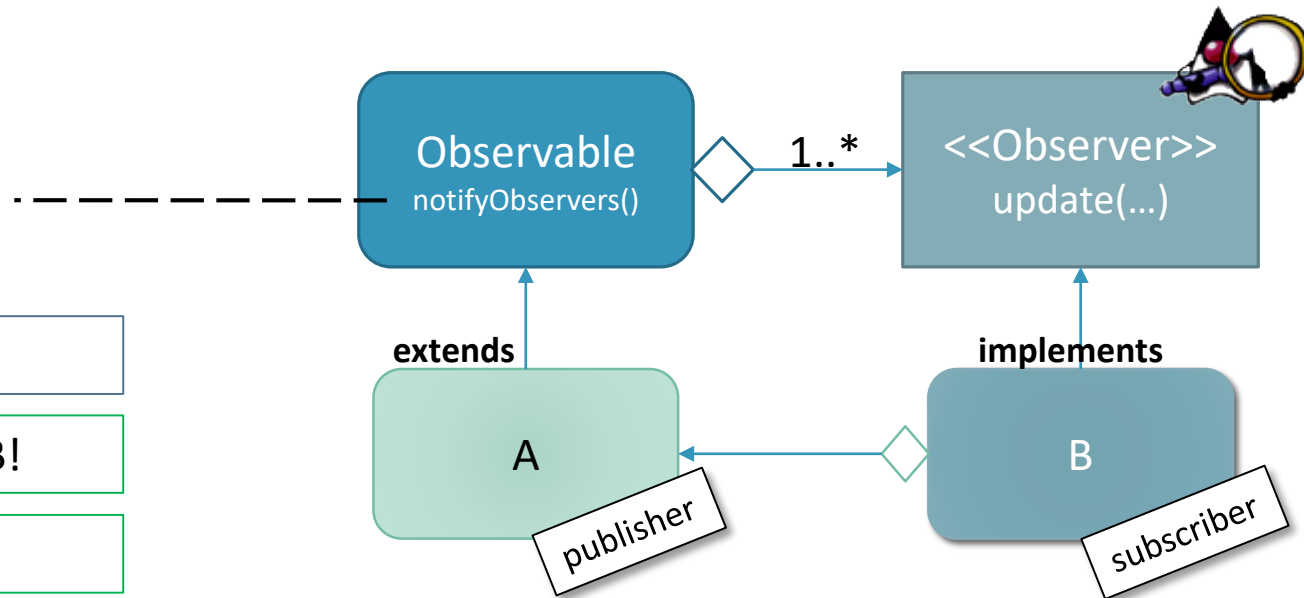 Observable
notifyObservers()
1..*
<<Observer>>
update(…)
extends
implements
B!
A
B
publisher
subscriber